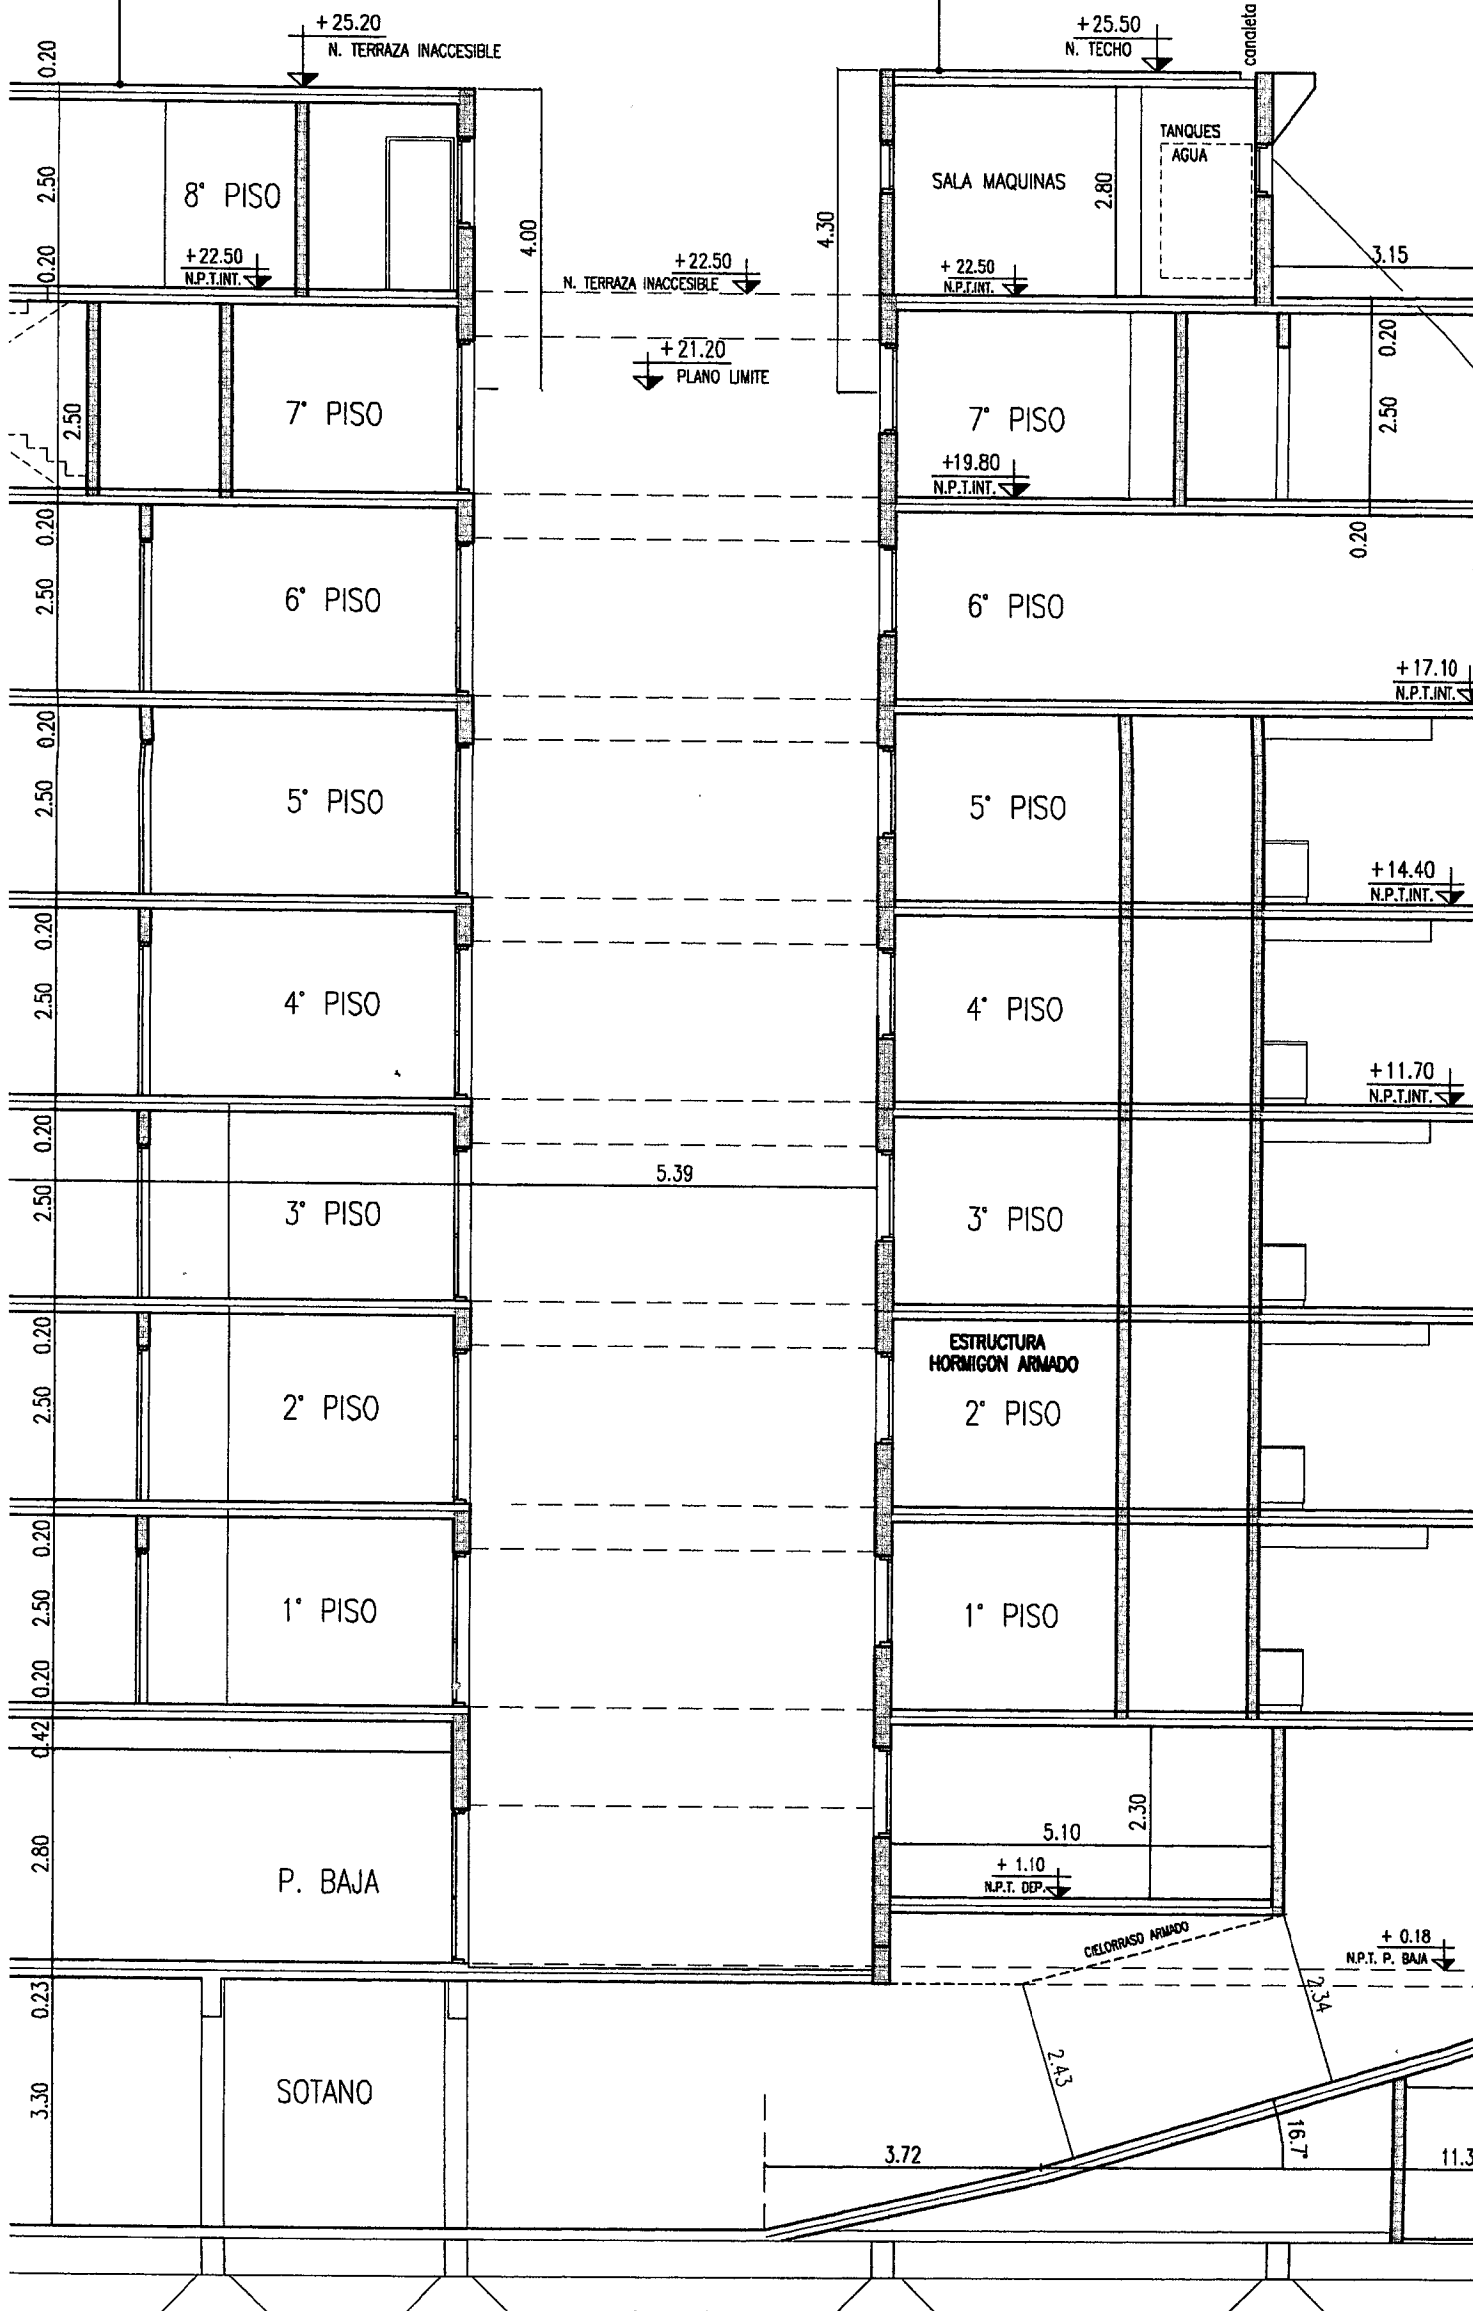 +25.20
N. TERRAZA INACCESIBLE
+25.50
N. TECHO
canaleta
0.20
2.50
8° PISO
4.00
4.30
SALA MAQUINAS
2.80
TANQUES
AGUA
3.15
0.20
+22.50
N.P.T.INT.
+22.50
N. TERRAZA INACCESIBLE
+22.50
N.P.T.INT.
0.20
+21.20
PLANO LIMITE
2.50
7° PISO
7° PISO
2.50
+19.80
N.P.T.INT.
0.20
0.20
2.50
6° PISO
6° PISO
+17.10
N.P.T.INT.
0.20
2.50
5° PISO
5° PISO
+14.40
N.P.T.INT.
0.20
2.50
4° PISO
4° PISO
+11.70
N.P.T.INT.
0.20
5.39
2.50
3° PISO
3° PISO
0.20
ESTRUCTURA
HORMIGON ARMADO
2.50
2° PISO
2° PISO
0.20
2.50
1° PISO
1° PISO
0.20
0.42
2.30
5.10
2.80
P. BAJA
+ 1.10
N.P.T. DEP.
CIELORRASO ARMADO
+ 0.18
N.P.T. P. BAJA
0.23
2.34
2.43
3.30
SOTANO
16.7°
3.72
11.3